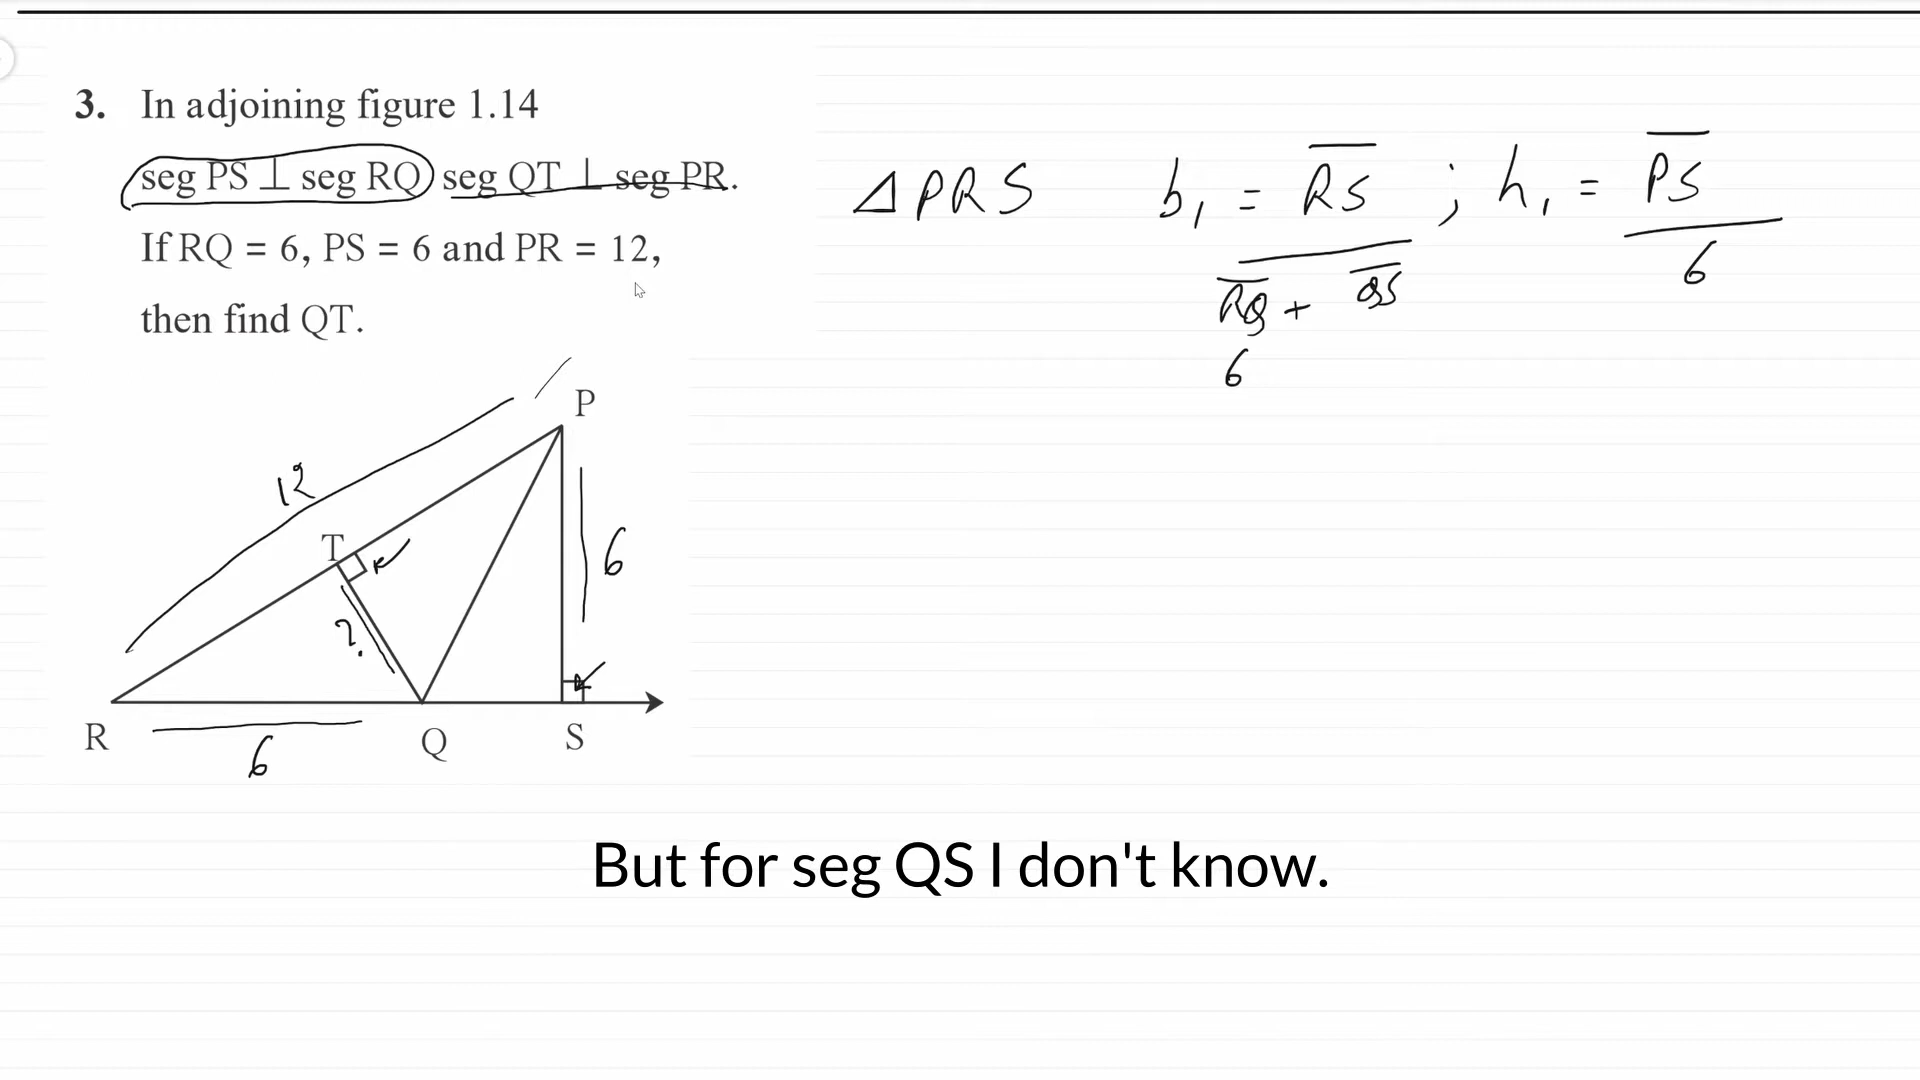 3. In adjoining figure 1.14
seg PS ⊥ seg RQ seg QT ⊥ seg PR.
If RQ = 6, PS = 6 and PR = 12,
then find QT.
△PRS b₁ = RS ; h₁ = PS
RQ + QS
6
6
P
12
T
6
?
R
Q
S
6
But for seg QS I don't know.